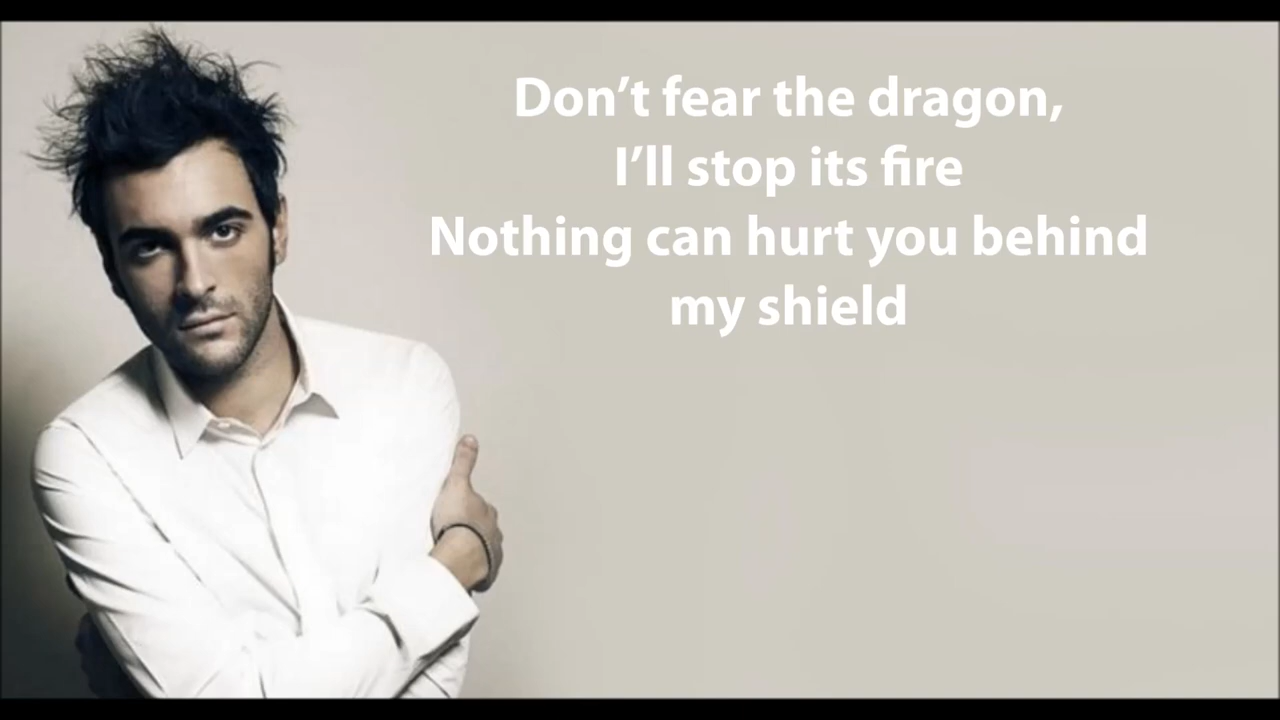 Don’t fear the dragon,
I’ll stop its fire
Nothing can hurt you behind
my shield